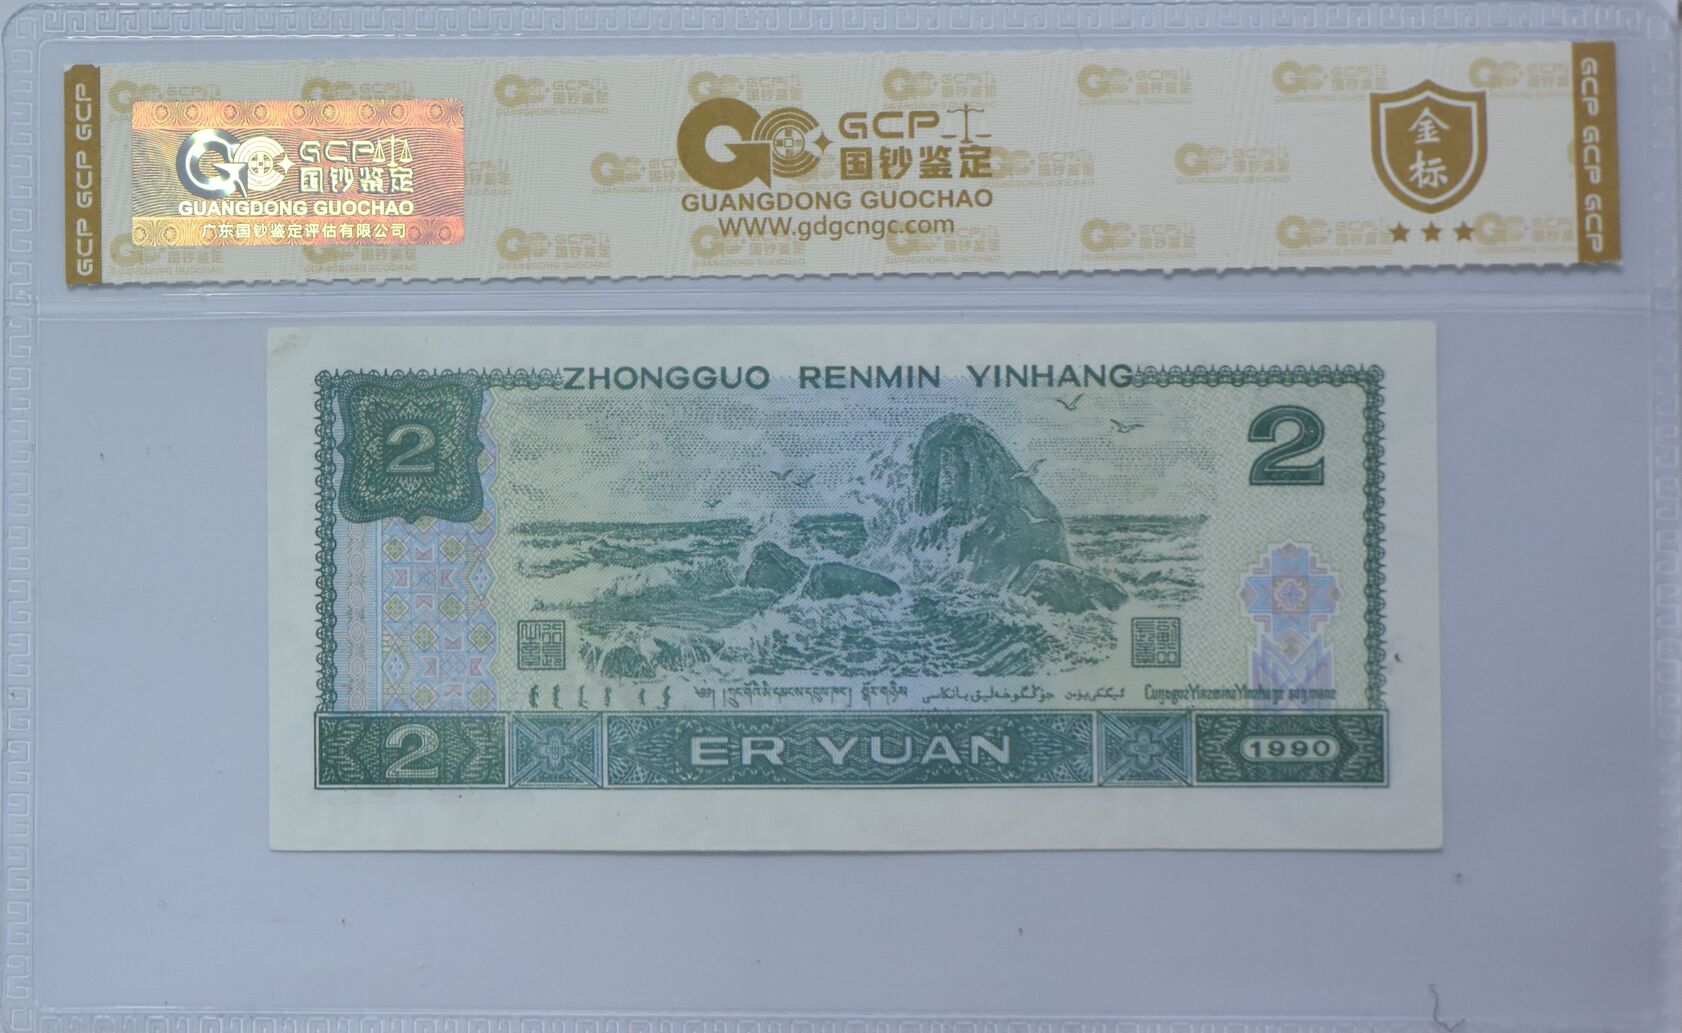 GCP GCP GCP
GCP
国钞鉴定
GUANGDONG GUOCHAO
广东国钞鉴定评估有限公司
GCP
国钞鉴定
GUANGDONG GUOCHAO
WWW.gdgcngc.com
金标
GCP GCP GCP
ZHONGGUO RENMIN YINHANG
2
2
2
ER YUAN
1990